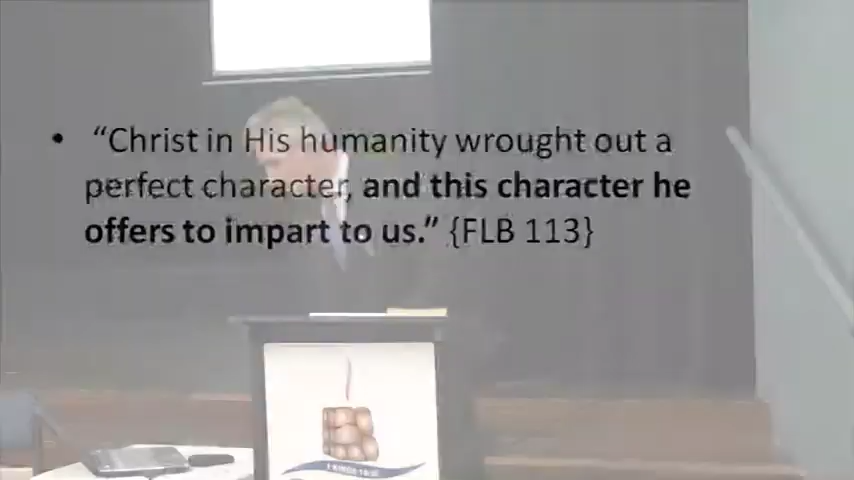 • “Christ in His humanity wrought out a
perfect character, and this character he
offers to impart to us.” {FLB 113}